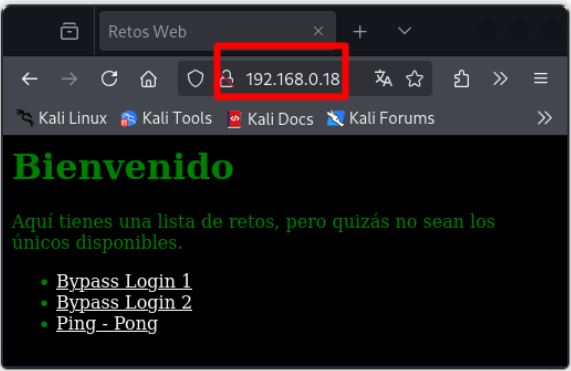 Retos Web
192.168.0.18
Kali Linux Kali Tools Kali Docs Kali Forums
Bienvenido
Aquí tienes una lista de retos, pero quizás no sean los
únicos disponibles.
Bypass Login 1
Bypass Login 2
Ping - Pong